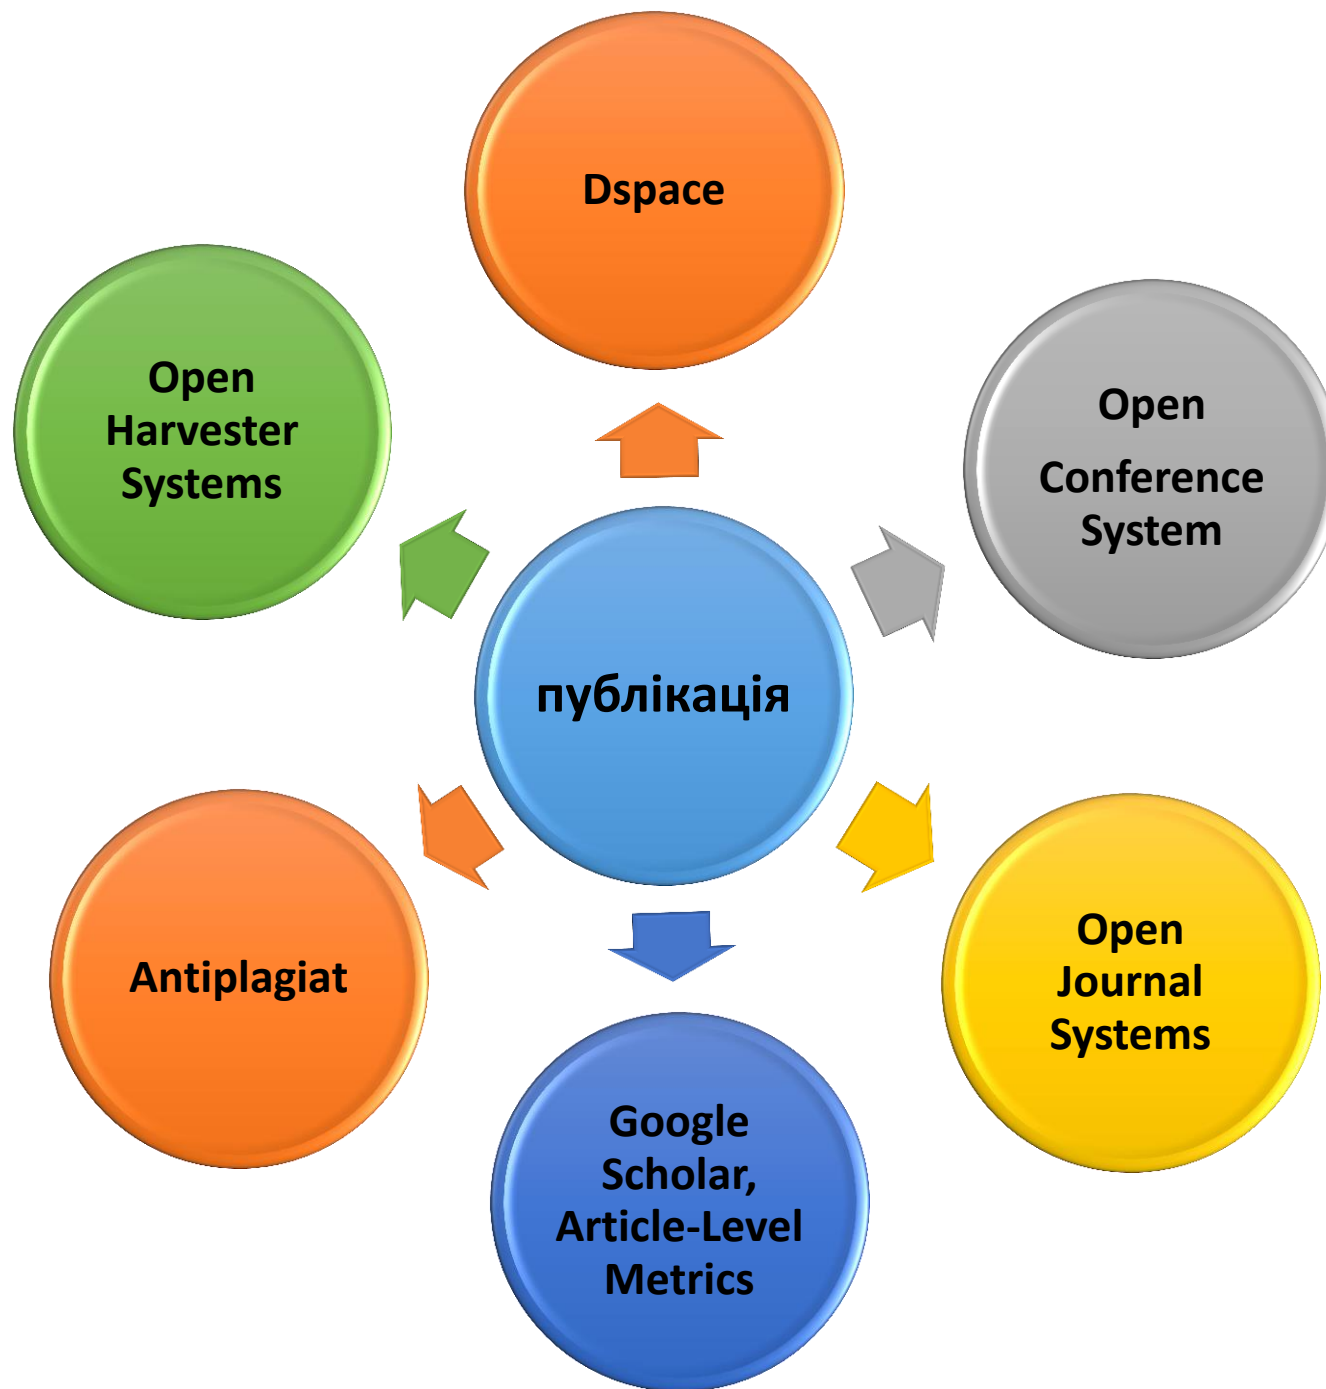 Dspace
Open
Harvester
Systems
Open
Conference
System
публікація
Antiplagiat
Open
Journal
Systems
Google
Scholar,
Article-Level
Metrics